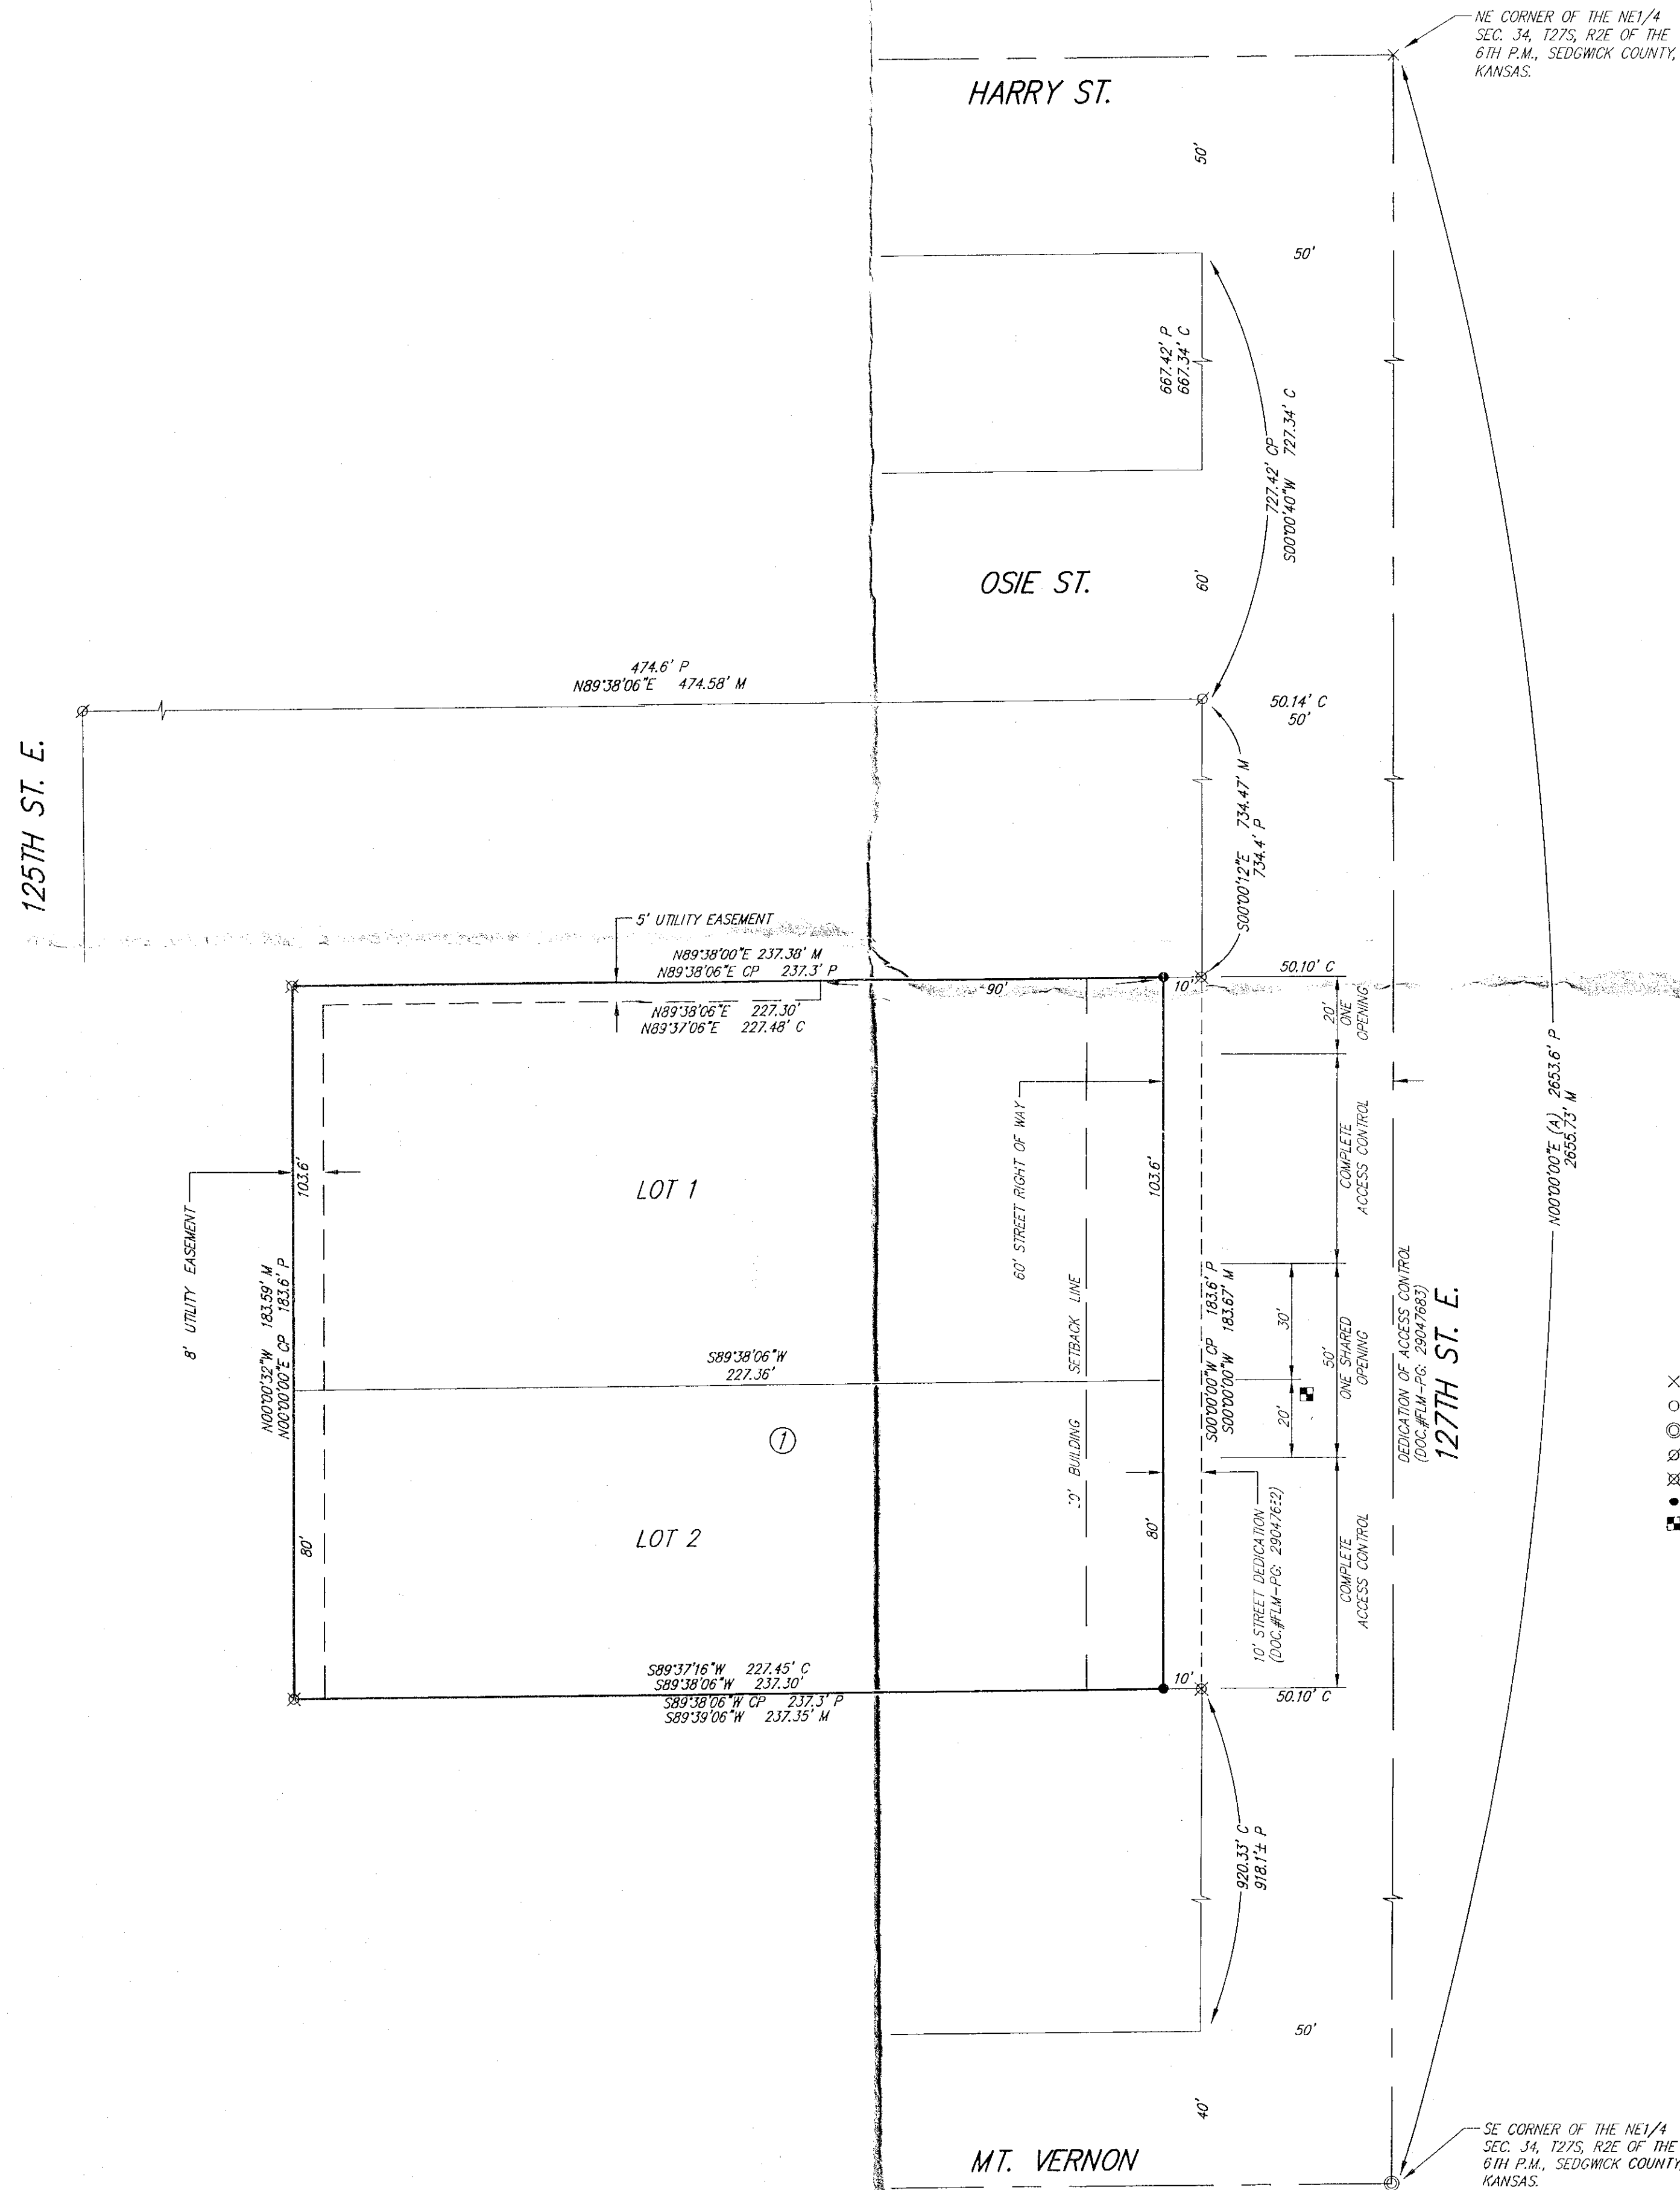 NE CORNER OF THE NE1/4
SEC. 34, T27S, R2E OF THE
6TH P.M., SEDGWICK COUNTY,
KANSAS.
HARRY ST.
50'
50'
667.42' P
667.34' C
727.42' CP
S00°00'40"W 727.34' C
OSIE ST.
60'
474.6' P
N89°38'06"E 474.58' M
50.14' C
50'
125TH ST. E.
S00°00'12"E 734.47' M
734.4' P
5' UTILITY EASEMENT
N89°38'00"E 237.38' M
N89°38'06"E CP 237.3' P
90'
10'
50.10' C
N89°38'06"E 227.30'
N89°37'06"E 227.48' C
20'
ONE
OPENING
N00°00'00"E (A) 2653.6' P
2655.73' M
60' STREET RIGHT OF WAY
COMPLETE
ACCESS CONTROL
103.6'
LOT 1
103.6'
8' UTILITY EASEMENT
N00°00'32"W 183.59' M
N00°00'00"E CP 183.6' P
BUILDING SETBACK LINE
S00°00'00"W CP 183.6' P
S00°00'00"W 183.67' M
30'
20'
50'
ONE SHARED
OPENING
DEDICATION OF ACCESS CONTROL
(DOC.#FLM-PG: 29047683)
127TH ST. E.
S89°38'06"W
227.36'
1
80'
LOT 2
80'
10' STREET DEDICATION
(DOC.#FLM-PG:
COMPLETE
ACCESS CONTROL
S89°37'16"W 227.45' C
S89°38'06"W 237.30'
S89°38'06"W CP 237.3' P
S89°39'06"W 237.35' M
10'
50.10' C
920.33' C
918.1'± P
50'
40'
MT. VERNON
SE CORNER OF THE NE1/4
SEC. 34, T27S, R2E OF THE
6TH P.M., SEDGWICK COUNTY,
KANSAS.